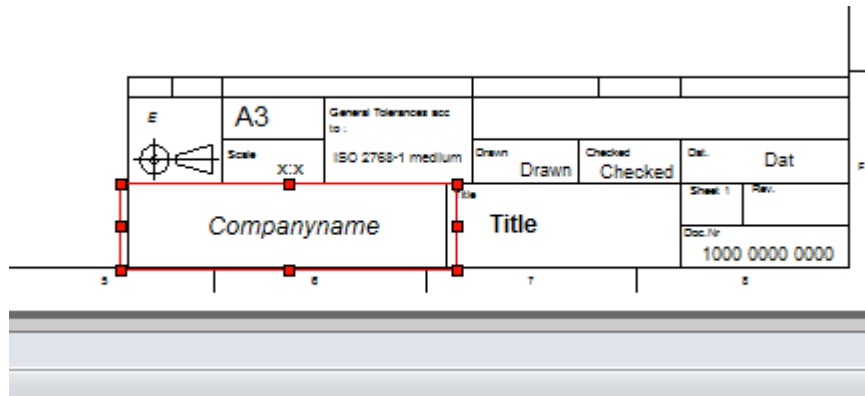 E
A3
General Tolerances acc
to :
Scale
x:x
ISO 2768-1 medium
Drawn
Drawn
Checked
Checked
Dat.
Dat
F
Companyname
Title
Title
Sheet 1
Rev.
Doc.Nr
1000 0000 0000
5
6
7
8